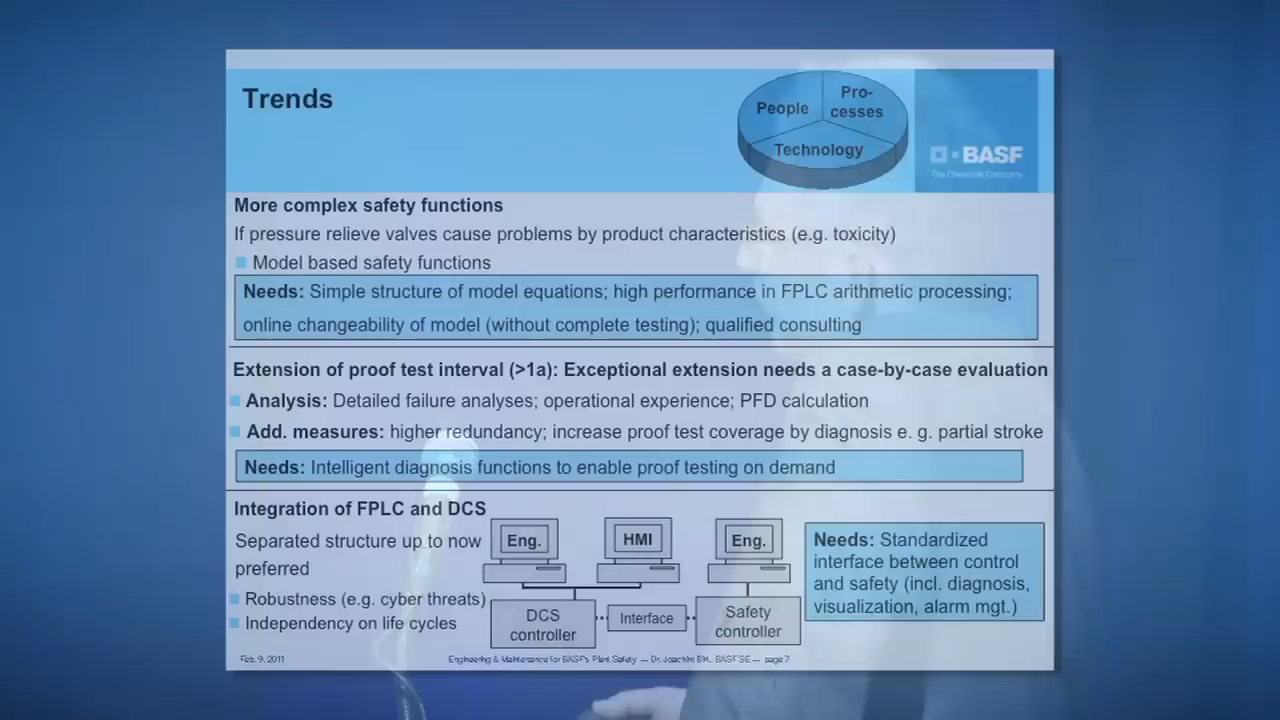 Trends
People
Pro-
cesses
Technology
BASF
The Chemical Company
More complex safety functions
If pressure relieve valves cause problems by product characteristics (e.g. toxicity)
Model based safety functions
Needs: Simple structure of model equations; high performance in FPLC arithmetic processing;
online changeability of model (without complete testing); qualified consulting
Extension of proof test interval (>1a): Exceptional extension needs a case-by-case evaluation
Analysis: Detailed failure analyses; operational experience; PFD calculation
Add. measures: higher redundancy; increase proof test coverage by diagnosis e. g. partial stroke
Needs: Intelligent diagnosis functions to enable proof testing on demand
Integration of FPLC and DCS
Separated structure up to now
preferred
Robustness (e.g. cyber threats)
Independency on life cycles
Eng.
HMI
Eng.
DCS
controller
Interface
Safety
controller
Needs: Standardized
interface between control
and safety (incl. diagnosis,
visualization, alarm mgt.)
Feb. 9, 2011
Engineering & Maintenance for BASF's Plant Safety — Dr. Joachim BASF SE — page 7